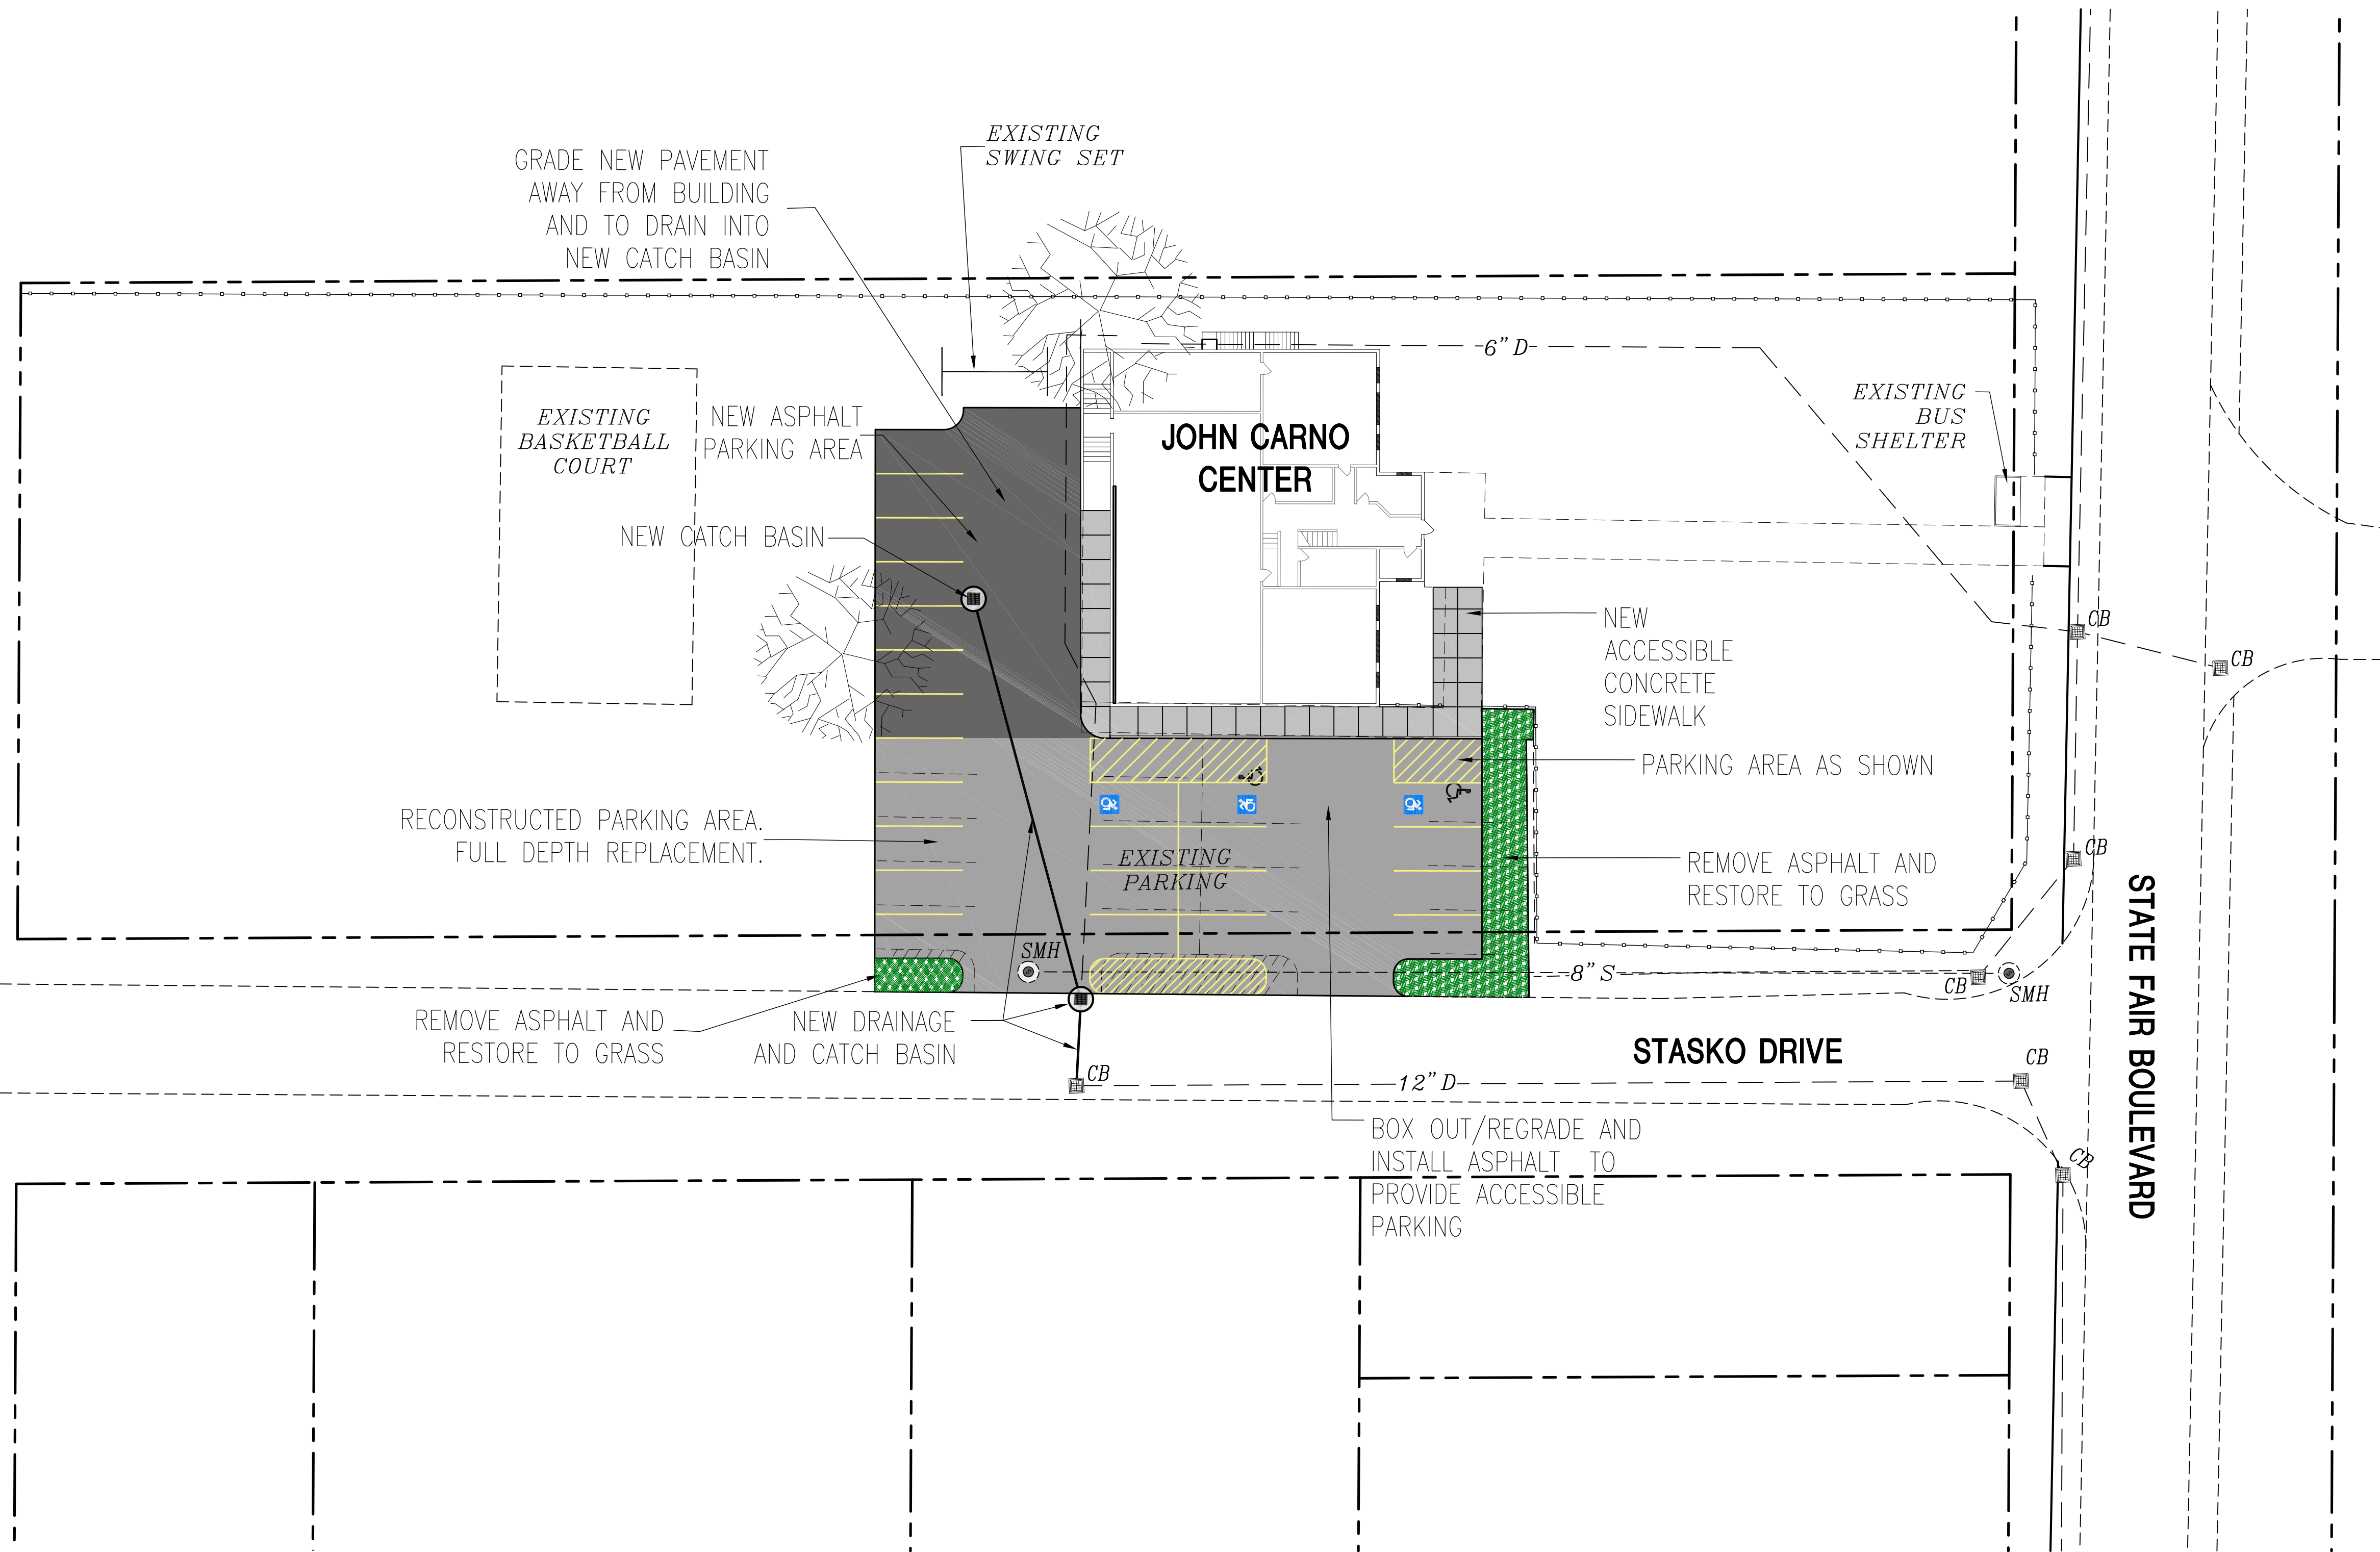 EXISTING
SWING SET
GRADE NEW PAVEMENT
AWAY FROM BUILDING
AND TO DRAIN INTO
NEW CATCH BASIN
6" D
EXISTING
BUS
SHELTER
EXISTING
BASKETBALL
COURT
NEW ASPHALT
PARKING AREA
JOHN CARNO
CENTER
NEW CATCH BASIN
NEW
ACCESSIBLE
CONCRETE
SIDEWALK
CB
CB
PARKING AREA AS SHOWN
RECONSTRUCTED PARKING AREA.
FULL DEPTH REPLACEMENT.
EXISTING
PARKING
REMOVE ASPHALT AND
RESTORE TO GRASS
CB
SMH
8" S
CB
SMH
REMOVE ASPHALT AND
RESTORE TO GRASS
NEW DRAINAGE
AND CATCH BASIN
STASKO DRIVE
STATE FAIR BOULEVARD
CB
12" D
CB
BOX OUT/REGRADE AND
INSTALL ASPHALT TO
PROVIDE ACCESSIBLE
PARKING
CB